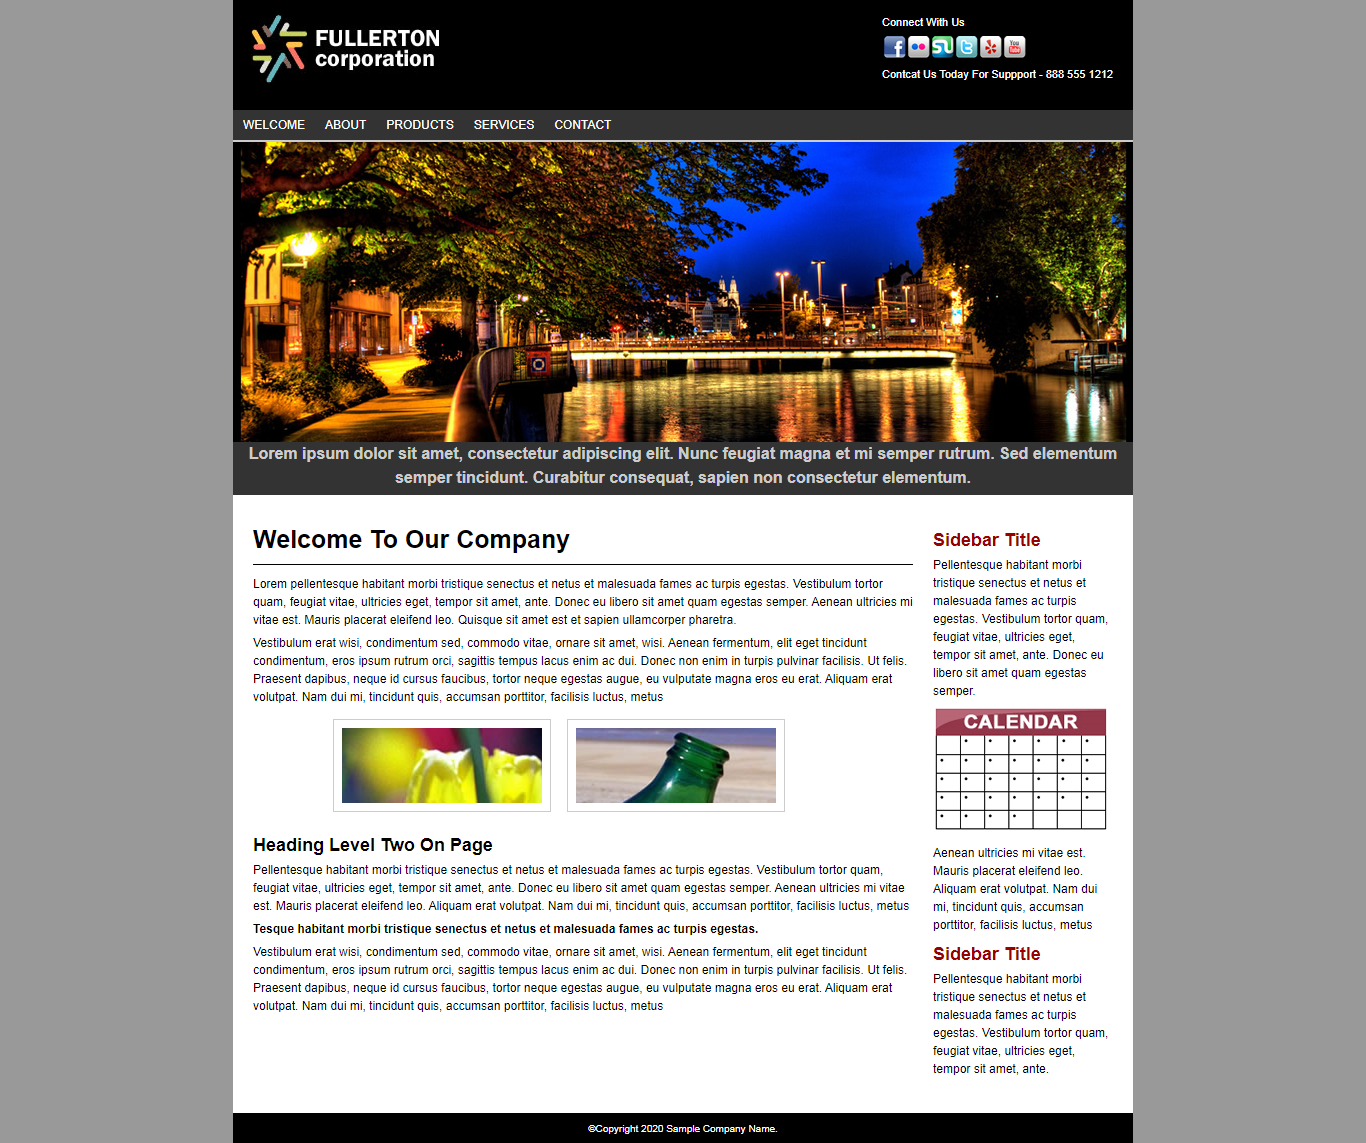 FULLERTON
corporation
Connect With Us
You
Tube
Contcat Us Today For Suppport - 888 555 1212
WELCOME ABOUT PRODUCTS SERVICES CONTACT
Lorem ipsum dolor sit amet, consectetur adipiscing elit. Nunc feugiat magna et mi semper rutrum. Sed elementum
semper tincidunt. Curabitur consequat, sapien non consectetur elementum.
Welcome To Our Company
Lorem pellentesque habitant morbi tristique senectus et netus et malesuada fames ac turpis egestas. Vestibulum tortor
quam, feugiat vitae, ultricies eget, tempor sit amet, ante. Donec eu libero sit amet quam egestas semper. Aenean ultricies mi
vitae est. Mauris placerat eleifend leo. Quisque sit amet est et sapien ullamcorper pharetra.
Vestibulum erat wisi, condimentum sed, commodo vitae, ornare sit amet, wisi. Aenean fermentum, elit eget tincidunt
condimentum, eros ipsum rutrum orci, sagittis tempus lacus enim ac dui. Donec non enim in turpis pulvinar facilisis. Ut felis.
Praesent dapibus, neque id cursus faucibus, tortor neque egestas augue, eu vulputate magna eros eu erat. Aliquam erat
volutpat. Nam dui mi, tincidunt quis, accumsan porttitor, facilisis luctus, metus
Heading Level Two On Page
Pellentesque habitant morbi tristique senectus et netus et malesuada fames ac turpis egestas. Vestibulum tortor quam,
feugiat vitae, ultricies eget, tempor sit amet, ante. Donec eu libero sit amet quam egestas semper. Aenean ultricies mi vitae
est. Mauris placerat eleifend leo. Aliquam erat volutpat. Nam dui mi, tincidunt quis, accumsan porttitor, facilisis luctus, metus
Tesque habitant morbi tristique senectus et netus et malesuada fames ac turpis egestas.
Vestibulum erat wisi, condimentum sed, commodo vitae, ornare sit amet, wisi. Aenean fermentum, elit eget tincidunt
condimentum, eros ipsum rutrum orci, sagittis tempus lacus enim ac dui. Donec non enim in turpis pulvinar facilisis. Ut felis.
Praesent dapibus, neque id cursus faucibus, tortor neque egestas augue, eu vulputate magna eros eu erat. Aliquam erat
volutpat. Nam dui mi, tincidunt quis, accumsan porttitor, facilisis luctus, metus
Sidebar Title
Pellentesque habitant morbi
tristique senectus et netus et
malesuada fames ac turpis
egestas. Vestibulum tortor quam,
feugiat vitae, ultricies eget,
tempor sit amet, ante. Donec eu
libero sit amet quam egestas
semper.
CALENDAR
Aenean ultricies mi vitae est.
Mauris placerat eleifend leo.
Aliquam erat volutpat. Nam dui
mi, tincidunt quis, accumsan
porttitor, facilisis luctus, metus
Sidebar Title
Pellentesque habitant morbi
tristique senectus et netus et
malesuada fames ac turpis
egestas. Vestibulum tortor quam,
feugiat vitae, ultricies eget,
tempor sit amet, ante.
©Copyright 2020 Sample Company Name.